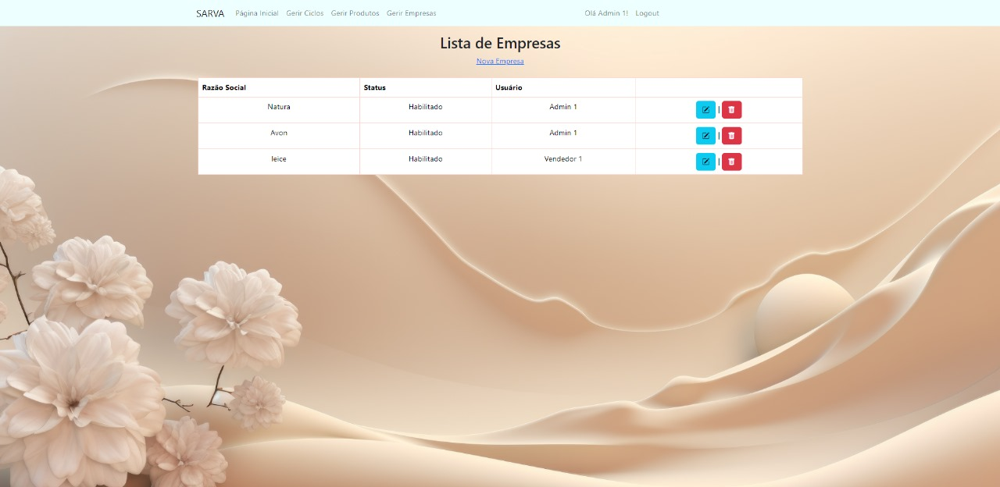 SARVA Página Inicial Gerir Ciclos Gerir Produtos Gerir Empresas Olá Admin 1! Logout
Lista de Empresas
Nova Empresa
Razão Social Status Usuário
Natura Habilitado Admin 1 |
Avon Habilitado Admin 1 |
leice Habilitado Vendedor 1 |